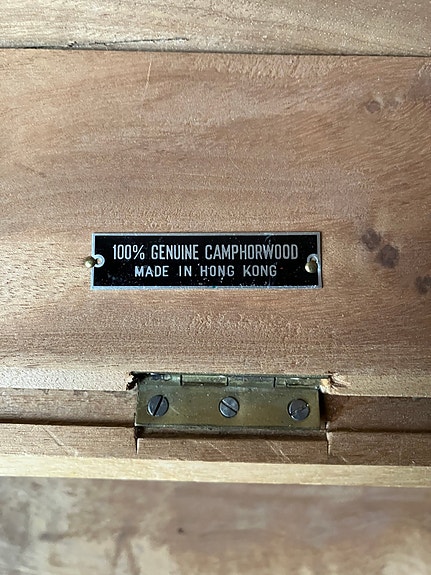 100% GENUINE CAMPHORWOOD
MADE IN HONG KONG